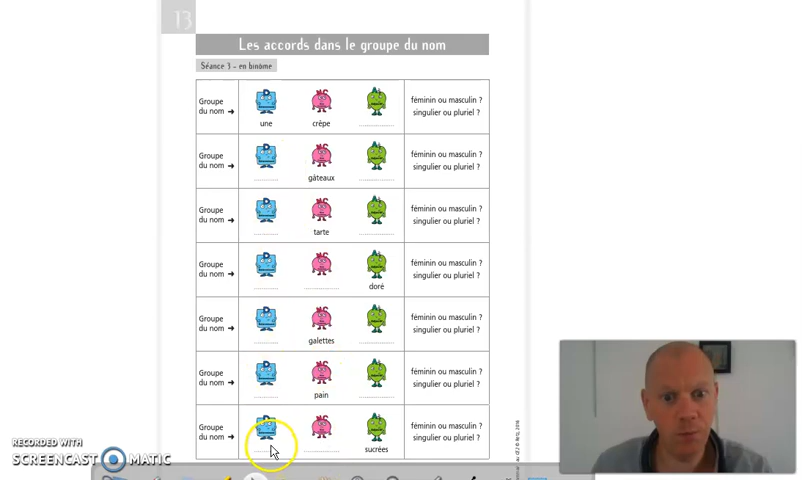 13
Les accords dans le groupe du nom
Séance 3 - en binôme
Groupe du nom → une crêpe ............ féminin ou masculin ? singulier ou pluriel ?
Groupe du nom → ............ gâteaux ............ féminin ou masculin ? singulier ou pluriel ?
Groupe du nom → ............ tarte ............ féminin ou masculin ? singulier ou pluriel ?
Groupe du nom → ............ ............ doré féminin ou masculin ? singulier ou pluriel ?
Groupe du nom → ............ galettes ............ féminin ou masculin ? singulier ou pluriel ?
Groupe du nom → ............ pain ............ féminin ou masculin ? singulier ou pluriel ?
Groupe du nom → ............ ............ sucrées féminin ou masculin ? singulier ou pluriel ?
RECORDED WITH
SCREENCAST MATIC